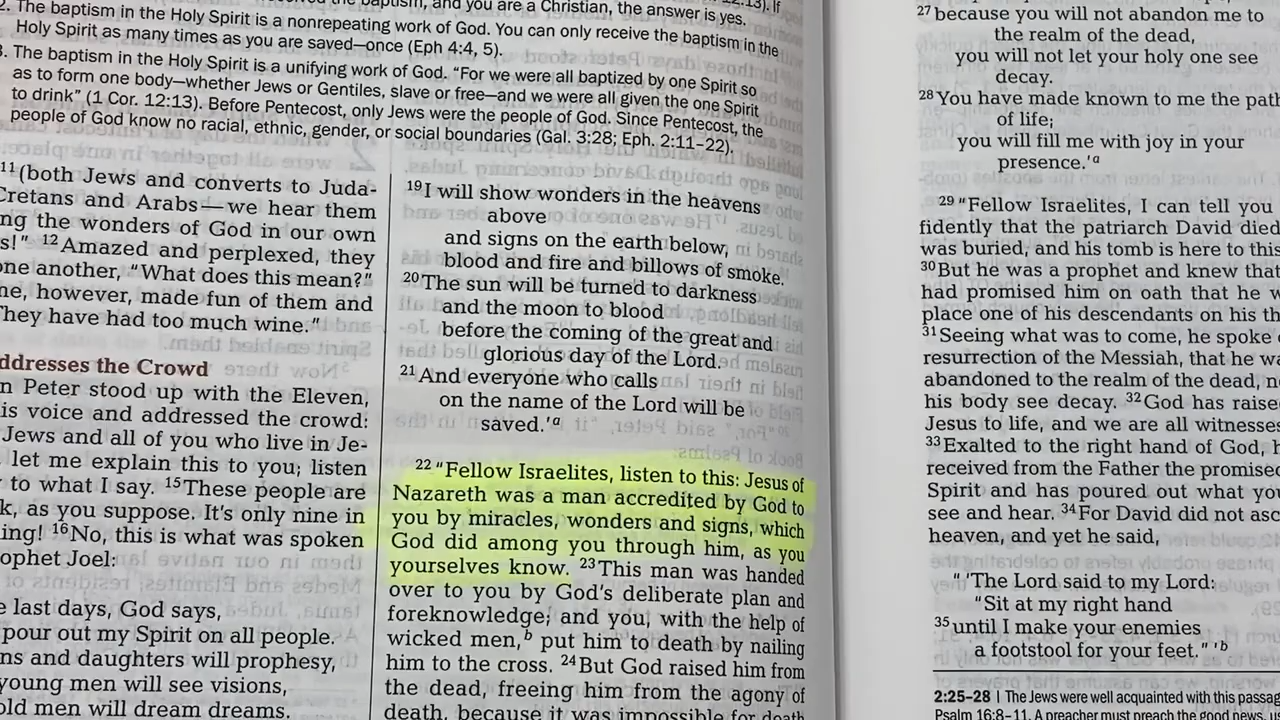 the baptism, and you are a Christian, the answer is yes.
2. The baptism in the Holy Spirit is a nonrepeating work of God. You can only receive the baptism in the
Holy Spirit as many times as you are saved—once (Eph 4:4, 5).
3. The baptism in the Holy Spirit is a unifying work of God. “For we were all baptized by one Spirit so
as to form one body—whether Jews or Gentiles, slave or free—and we were all given the one Spirit
to drink” (1 Cor. 12:13). Before Pentecost, only Jews were the people of God. Since Pentecost, the
people of God know no racial, ethnic, gender, or social boundaries (Gal. 3:28; Eph. 2:11–22).
11 (both Jews and converts to Juda-
Cretans and Arabs—we hear them
the wonders of God in our own
12 Amazed and perplexed, they
one another, “What does this mean?”
however, made fun of them and
They have had too much wine.”
the Crowd
Peter stood up with the Eleven,
voice and addressed the crowd:
Jews and all of you who live in Je-
let me explain this to you; listen
to what I say. 15 These people are
as you suppose. It’s only nine in
16 No, this is what was spoken
Joel:
last days, God says,
pour out my Spirit on all people.
and daughters will prophesy,
young men will see visions,
old men will dream dreams.
19 I will show wonders in the heavens
above
and signs on the earth below,
blood and fire and billows of smoke.
20 The sun will be turned to darkness
and the moon to blood
before the coming of the great and
glorious day of the Lord.
21 And everyone who calls
on the name of the Lord will be
saved.’a
22 “Fellow Israelites, listen to this: Jesus of
Nazareth was a man accredited by God to
you by miracles, wonders and signs, which
God did among you through him, as you
yourselves know. 23 This man was handed
over to you by God’s deliberate plan and
foreknowledge; and you, with the help of
wicked men,b put him to death by nailing
him to the cross. 24 But God raised him from
the dead, freeing him from the agony of
death, because it was impossible for death
27 because you will not abandon me to
the realm of the dead,
you will not let your holy one see
decay.
28 You have made known to me the path
of life;
you will fill me with joy in your
presence.’a
29 “Fellow Israelites, I can tell you
fidently that the patriarch David died
was buried, and his tomb is here to this
30 But he was a prophet and knew that
had promised him on oath that he
place one of his descendants on his
31 Seeing what was to come, he spoke
resurrection of the Messiah, that he
abandoned to the realm of the dead,
his body see decay. 32 God has
Jesus to life, and we are all witnesses
33 Exalted to the right hand of God,
received from the Father the promised
Spirit and has poured out what
see and hear. 34 For David did not
heaven, and yet he said,
“ ‘The Lord said to my Lord:
“Sit at my right hand
35 until I make your enemies
a footstool for your feet.” ’b
2:25–28 | The Jews were well acquainted with this
Psalm 16:8–11. A preacher must preach the good news